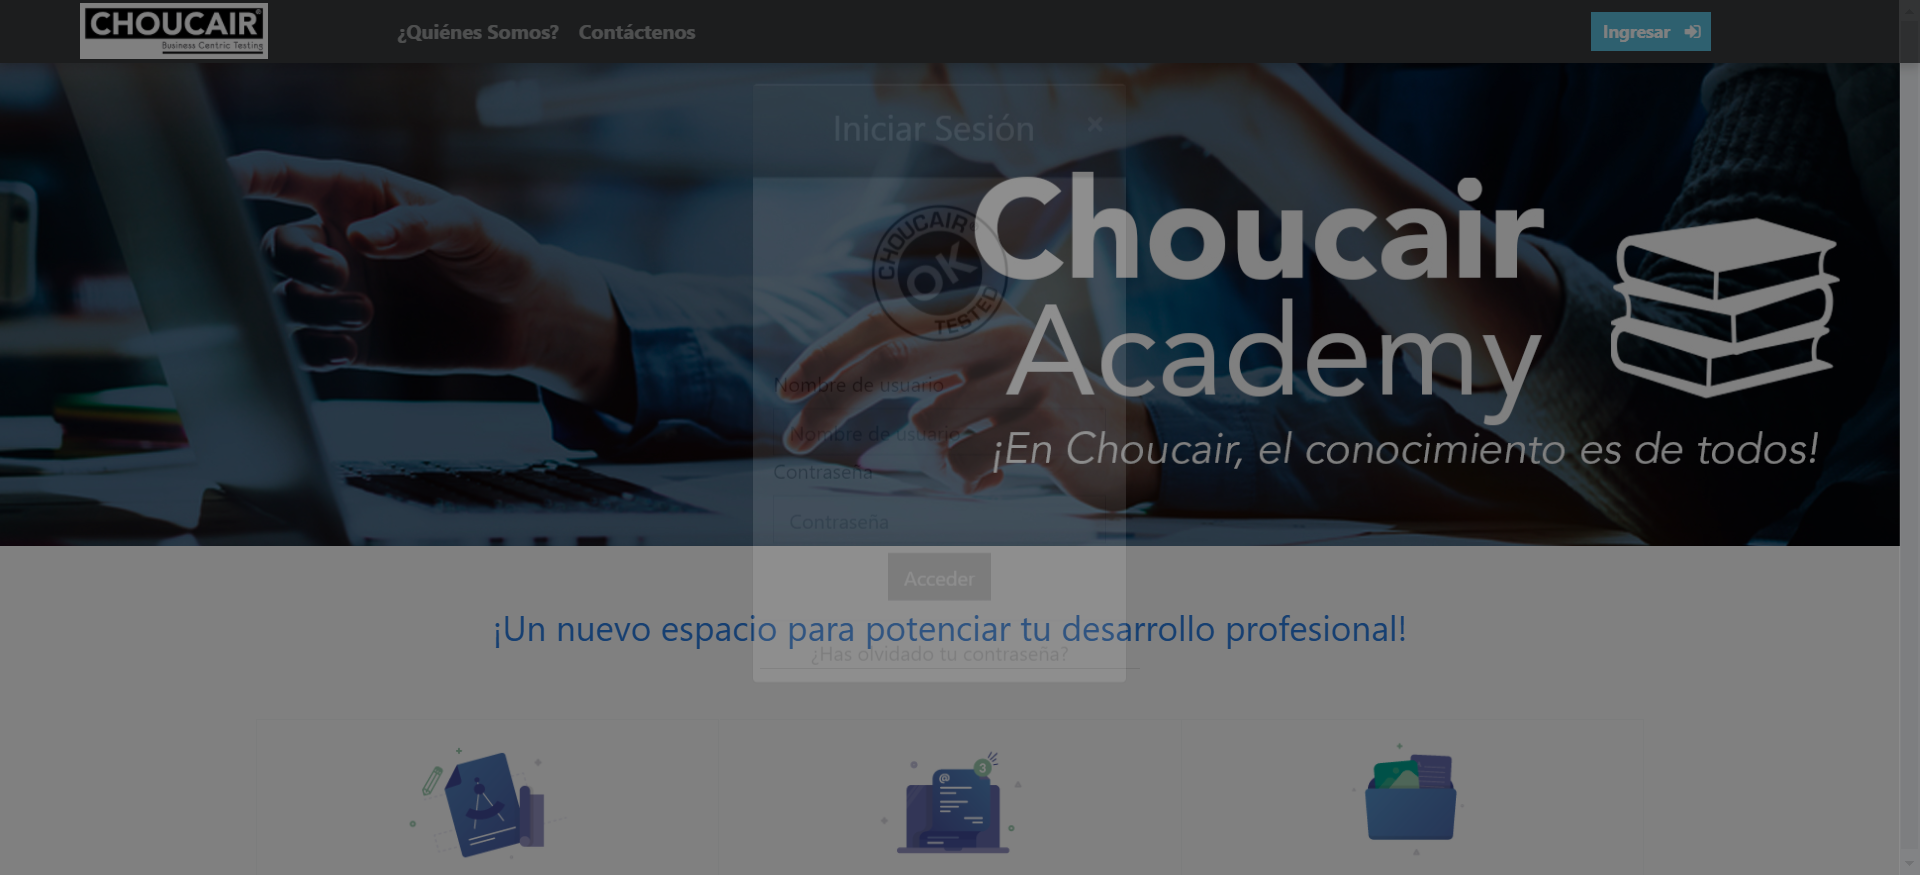 CHOUCAIR®
Business Centric Testing
¿Quiénes Somos?
Contáctenos
Ingresar
Iniciar Sesión
×
CHOUCAIR®
OK
TESTED
Nombre de usuario
Nombre de usuario
Contraseña
Contraseña
Acceder
¿Has olvidado tu contraseña?
Choucair
Academy
¡En Choucair, el conocimiento es de todos!
¡Un nuevo espacio para potenciar tu desarrollo profesional!
@
3